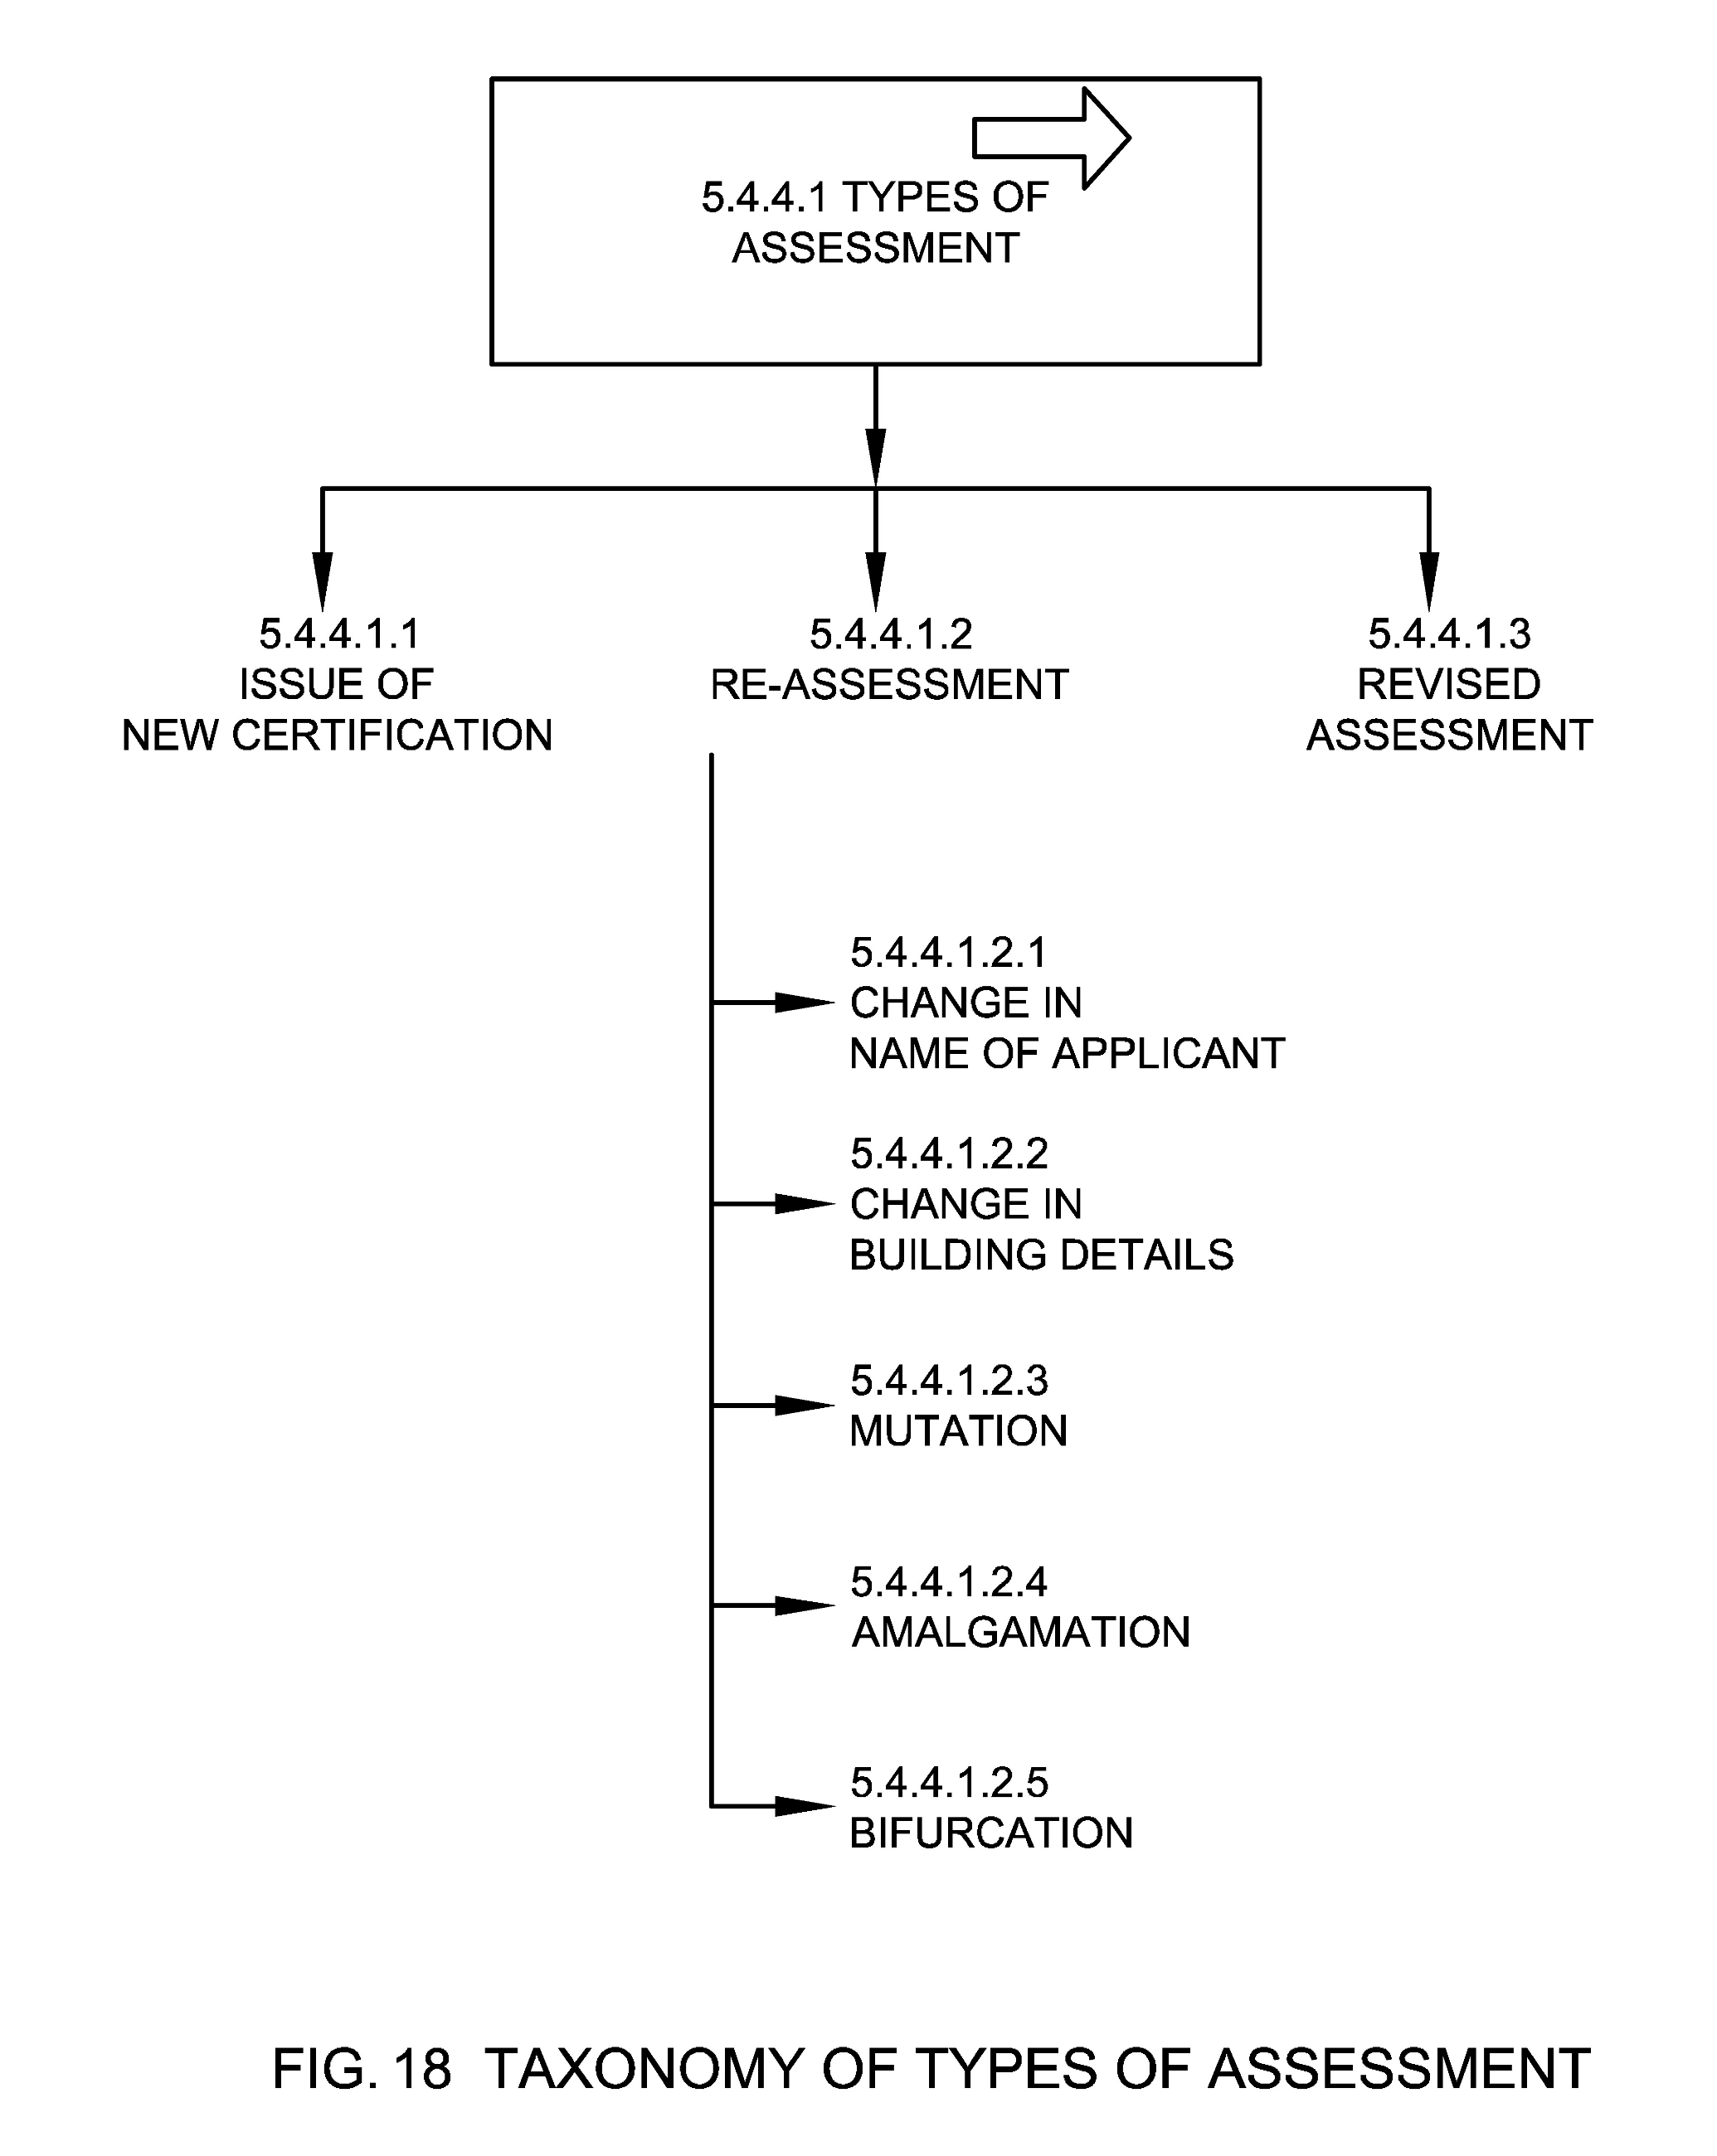 5.4.4.1 TYPES OF
ASSESSMENT
5.4.4.1.1
ISSUE OF
NEW CERTIFICATION
5.4.4.1.2
RE-ASSESSMENT
5.4.4.1.3
REVISED
ASSESSMENT
5.4.4.1.2.1
CHANGE IN
NAME OF APPLICANT
5.4.4.1.2.2
CHANGE IN
BUILDING DETAILS
5.4.4.1.2.3
MUTATION
5.4.4.1.2.4
AMALGAMATION
5.4.4.1.2.5
BIFURCATION
FIG. 18 TAXONOMY OF TYPES OF ASSESSMENT